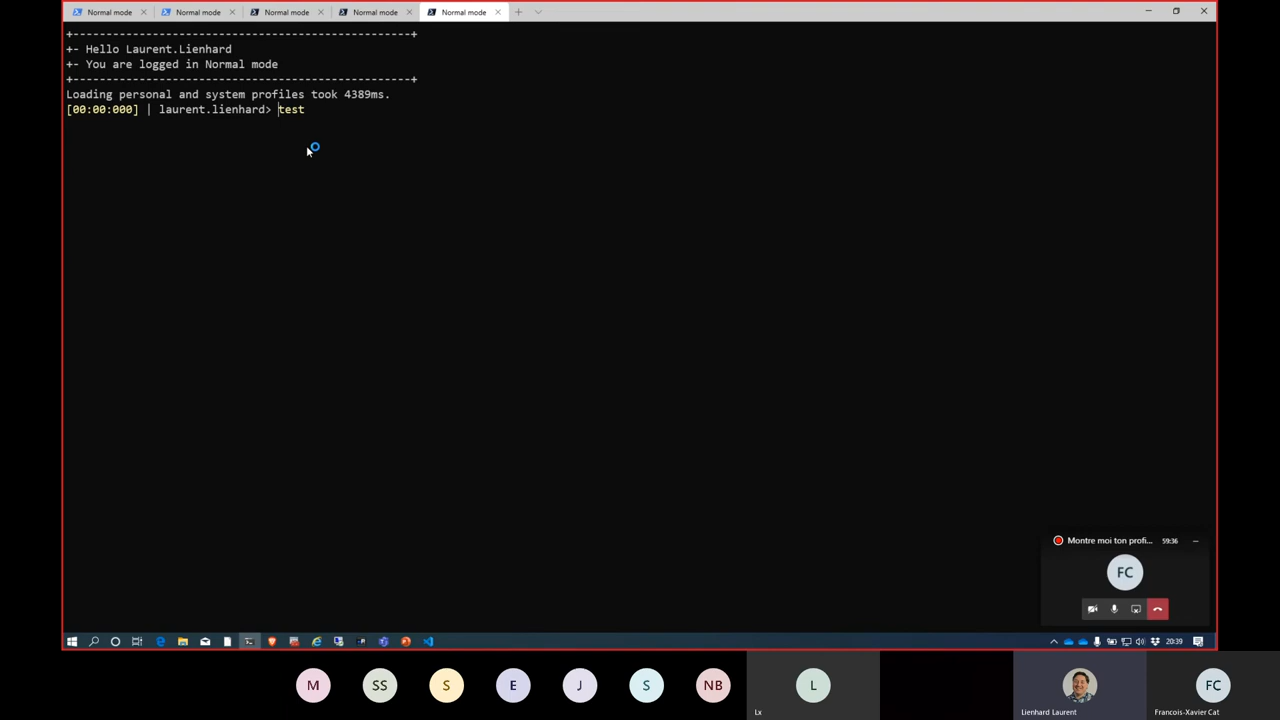 Normal mode Normal mode Normal mode Normal mode Normal mode
+---------------------------------------------------+
+- Hello Laurent.Lienhard
+- You are logged in Normal mode
+---------------------------------------------------+
Loading personal and system profiles took 4389ms.
[00:00:000] | laurent.lienhard> test
Montre moi ton profi... 59:36
FC
20:39
M SS S E J S NB L FC
Lx Lienhard Laurent Francois-Xavier Cat